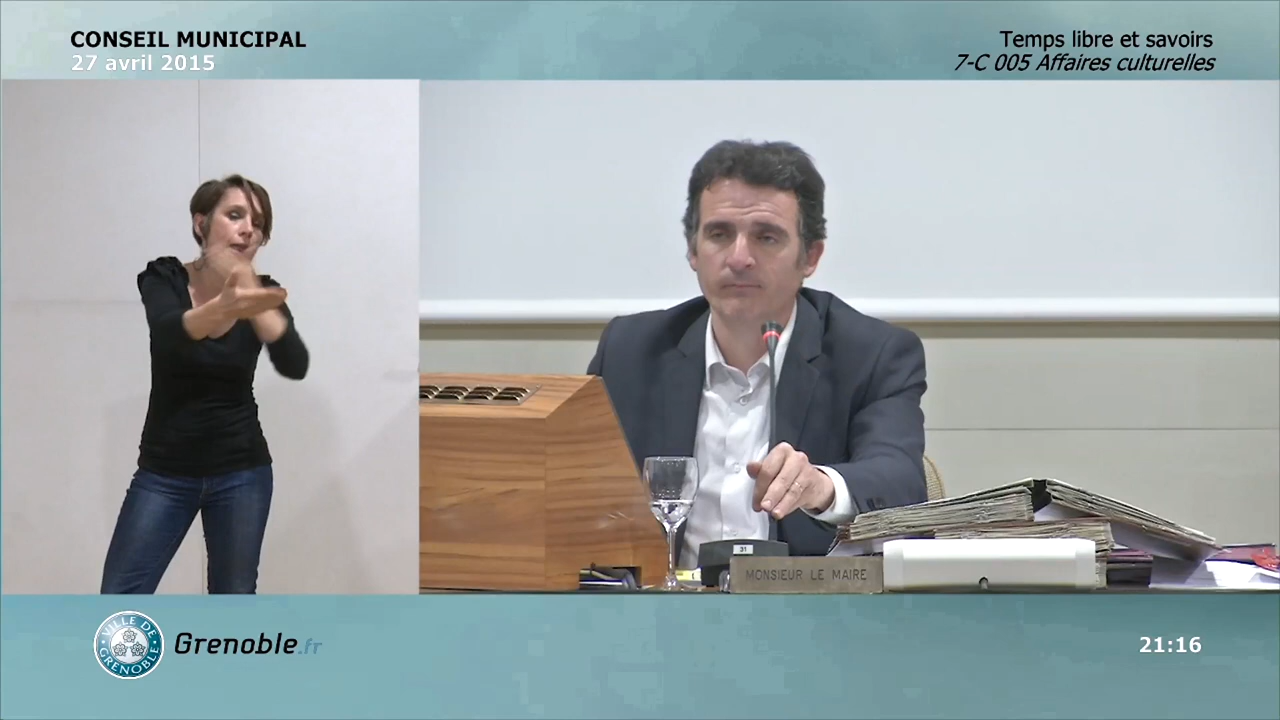 CONSEIL MUNICIPAL
27 avril 2015
Temps libre et savoirs
7-C 005 Affaires culturelles
31
MONSIEUR LE MAIRE
VILLE DE GRENOBLE
Grenoble.fr
21:16